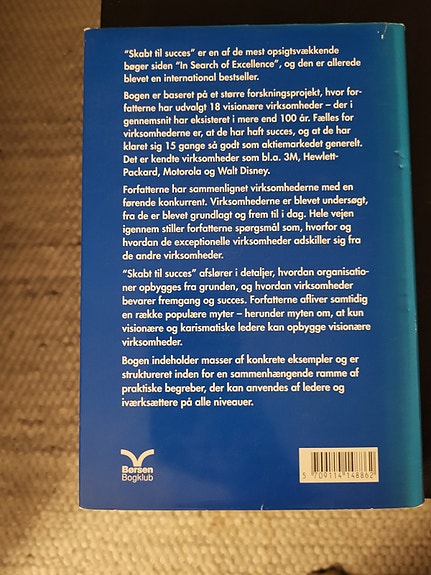 "Skabt til succes" er en af de mest opsigtsvækkende
bøger siden "In Search of Excellence", og den er allerede
blevet en international bestseller.
Bogen er baseret på et større forskningsprojekt, hvor for-
fatterne har udvalgt 18 visionære virksomheder – der i
gennemsnit har eksisteret i mere end 100 år. Fælles for
virksomhederne er, at de har haft succes, og at de har
klaret sig 15 gange så godt som aktiemarkedet generelt.
Det er kendte virksomheder som bl.a. 3M, Hewlett-
Packard, Motorola og Walt Disney.
Forfatterne har sammenlignet virksomhederne med en
førende konkurrent. Virksomhederne er blevet undersøgt,
fra de er blevet grundlagt og frem til i dag. Hele vejen
igennem stiller forfatterne spørgsmål som, hvorfor og
hvordan de exceptionelle virksomheder adskiller sig fra
de andre virksomheder.
"Skabt til succes" afslører i detaljer, hvordan organisatio-
ner opbygges fra grunden, og hvordan virksomheder
bevarer fremgang og succes. Forfatterne afliver samtidig
en række populære myter – herunder myten om, at kun
visionære og karismatiske ledere kan opbygge visionære
virksomheder.
Bogen indeholder masser af konkrete eksempler og er
struktureret inden for en sammenhængende ramme af
praktiske begreber, der kan anvendes af ledere og
iværksættere på alle niveauer.
Børsen
Bogklub
5 709114 148862